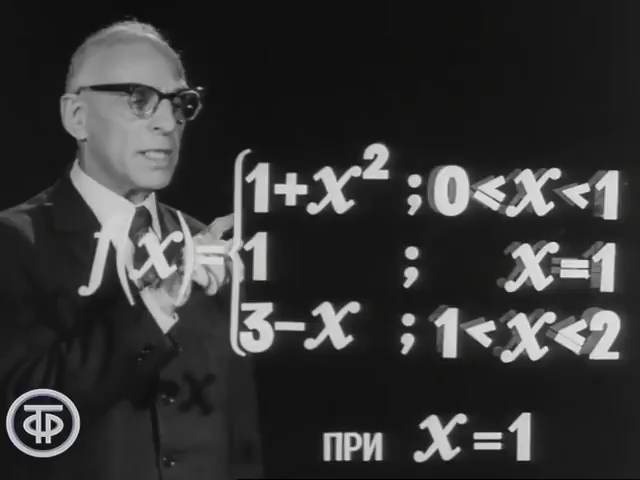 f(x)= { 1+x² ; 0≤x<1
1 ; x=1
3-x ; 1<x≤2
при x=1